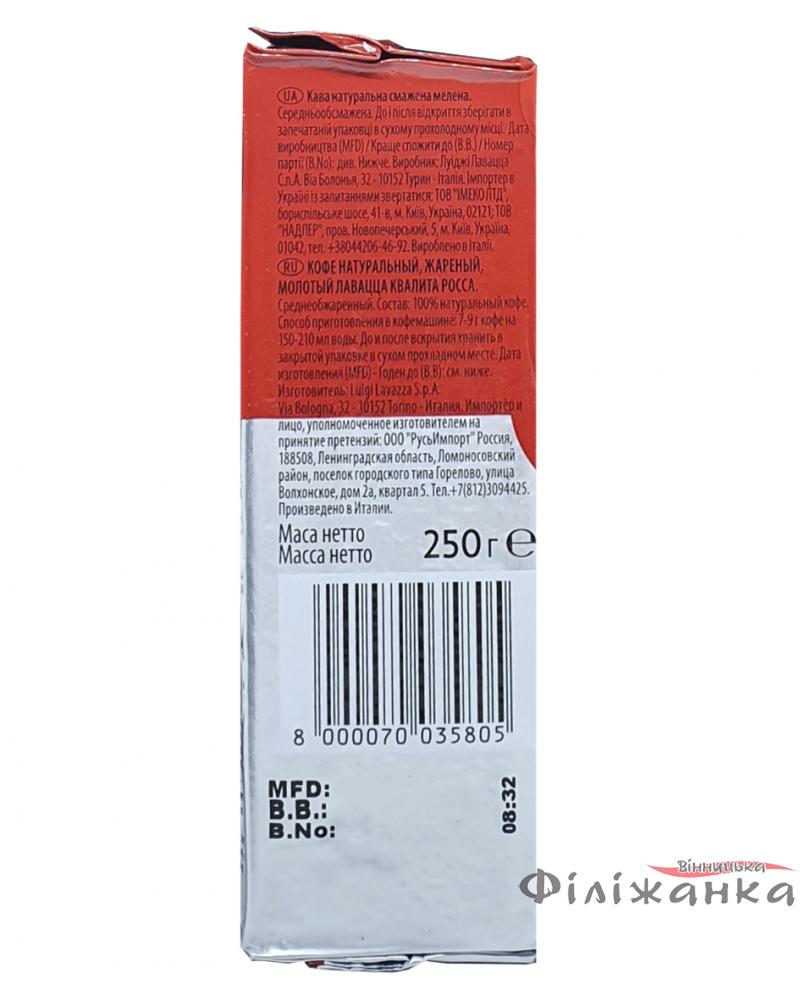 UA Кава натуральна смажена мелена.
Середньообсмажена. До і після відкриття зберігати в
запечатаній упаковці в сухому прохолодному місці. Дата
виробництва (MFD) / Краще спожити до (B.B.) / Номер
партії (B.No): див. Нижче. Виробник: Луїджі Лавацца
С.п.А. Віа Болонья, 32 - 10152 Турин - Італія. Імпортер в
Україні із запитаннями звертатися: ТОВ "ІМЕКО ЛТД",
бориспільське шосе, 41-в, м. Київ, Україна, 02121; ТОВ
"НАДЛЕР", пров. Новопечерський, 5, м. Київ, Україна,
01042, тел. +38044206-46-92. Вироблено в Італії.
RU КОФЕ НАТУРАЛЬНЫЙ, ЖАРЕНЫЙ,
МОЛОТЫЙ ЛАВАЦЦА КВАЛИТА РОССА.
Среднеобжаренный. Состав: 100% натуральный кофе.
Способ приготовления в кофемашине: 7-9 г кофе на
150-210 мл воды. До и после вскрытия хранить в
закрытой упаковке в сухом прохладном месте. Дата
изготовления (MFD) - Годен до (B.B): см. ниже.
Изготовитель: Luigi Lavazza S.p.A.
Via Bologna, 32 - 10152 Torino - Италия. Импортёр и
лицо, уполномоченное изготовителем на
принятие претензий: ООО "РусьИмпорт" Россия,
188508, Ленинградская область, Ломоносовский
район, поселок городского типа Горелово, улица
Волхонское, дом 2а, квартал 5. Тел.+7(812)3094425.
Произведено в Италии.
Маса нетто
Масса нетто 250 г ℮
8 000070 035805
MFD:
B.B.:
B.No:
08:32
Вінницька
Філіжанка